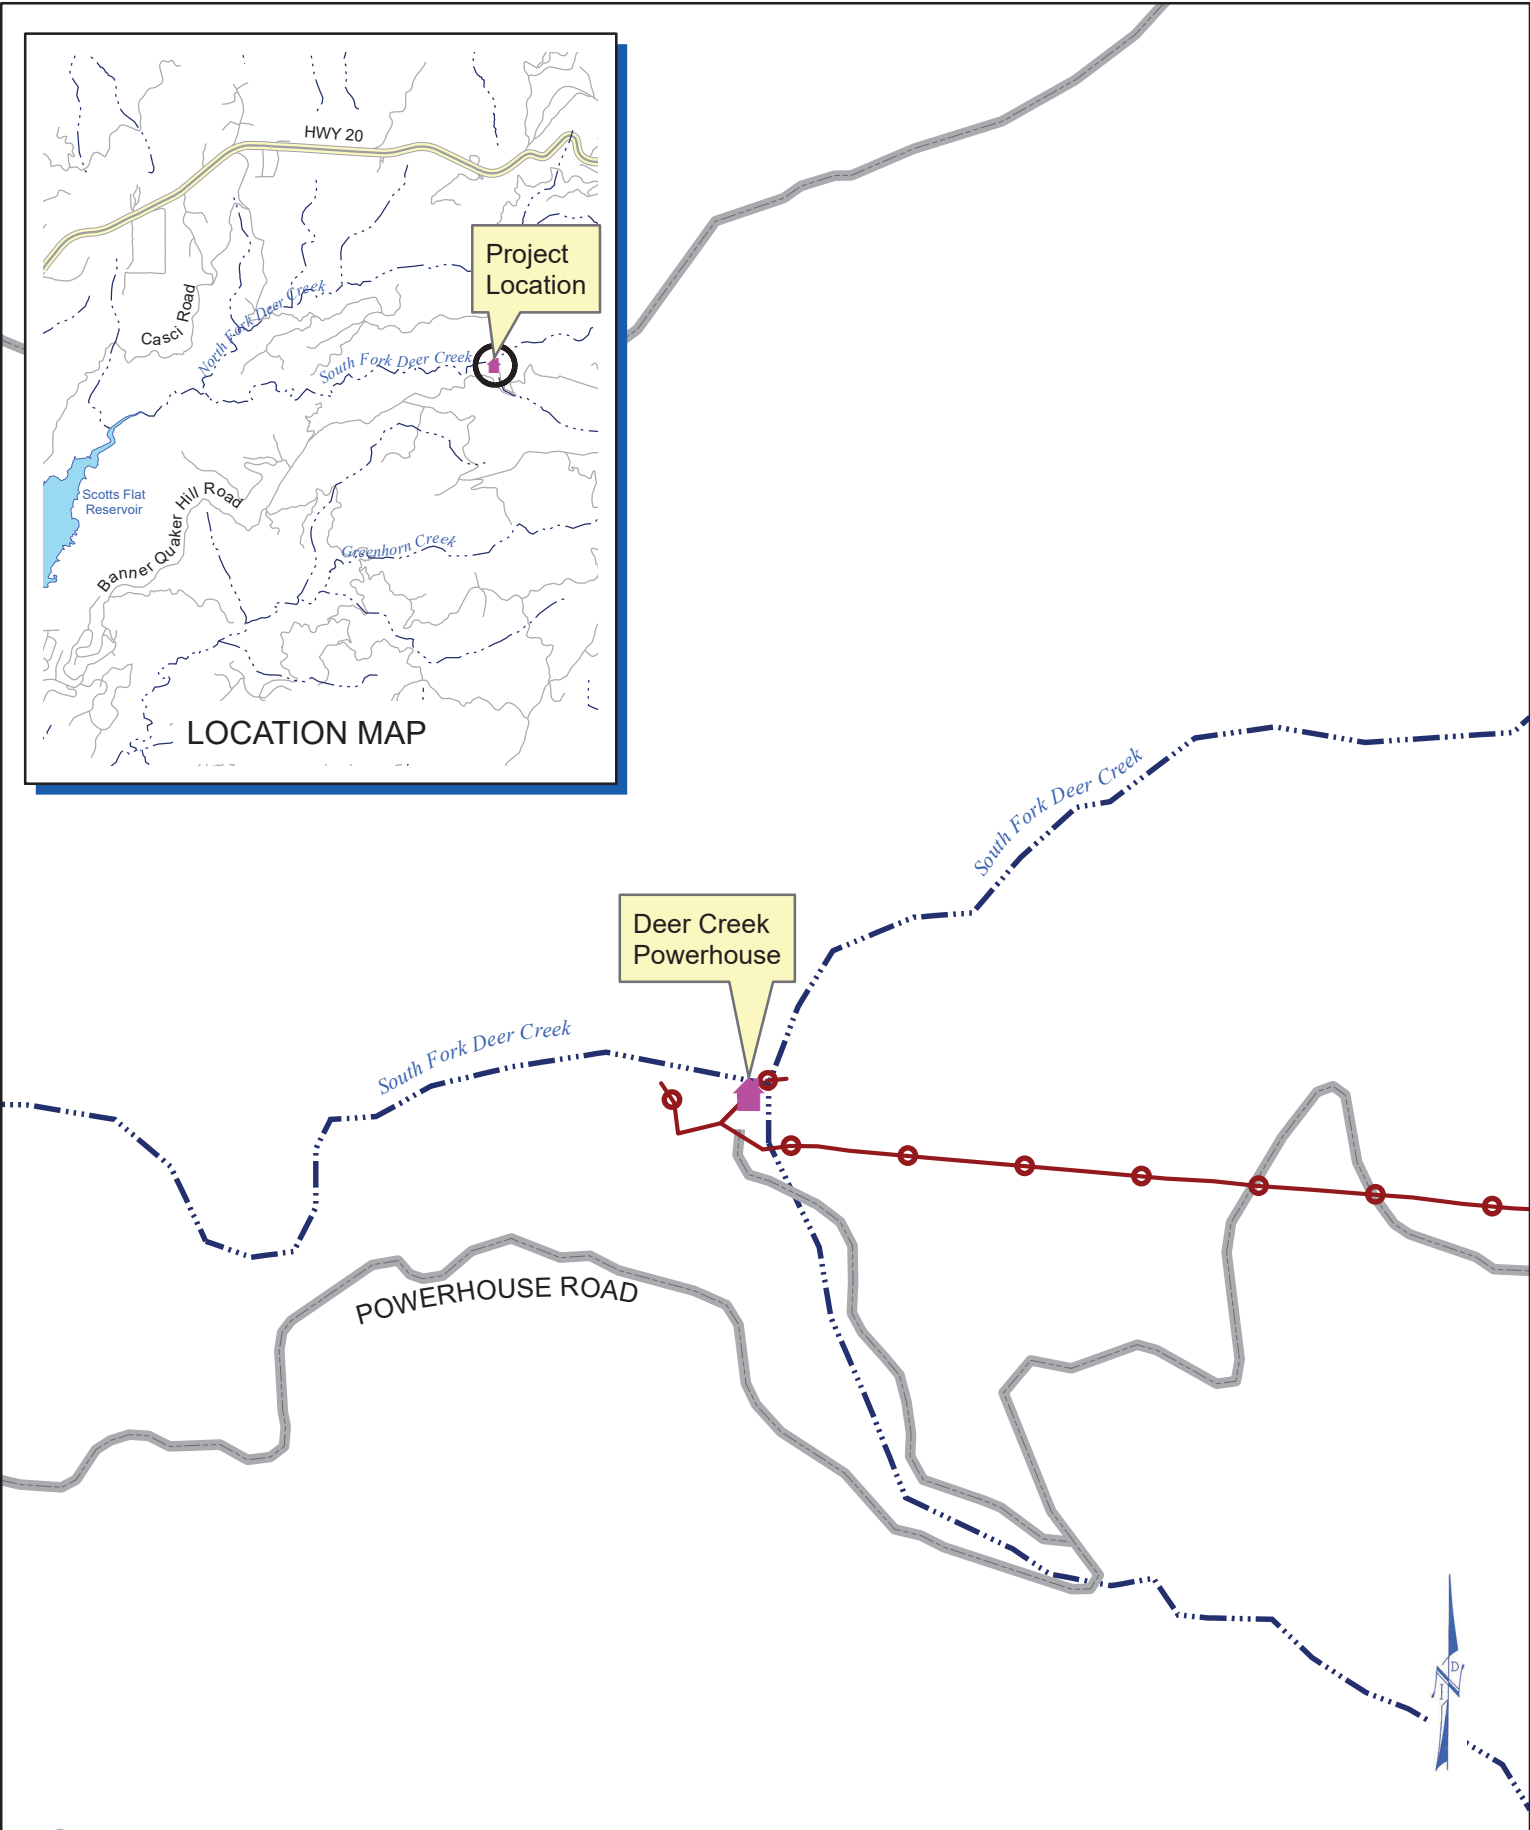 HWY 20
Project
Location
Casci Road
North Fork Deer Creek
South Fork Deer Creek
Scotts Flat
Reservoir
Banner Quaker Hill Road
Greenhorn Creek
LOCATION MAP
South Fork Deer Creek
Deer Creek
Powerhouse
South Fork Deer Creek
POWERHOUSE ROAD
N
I
D